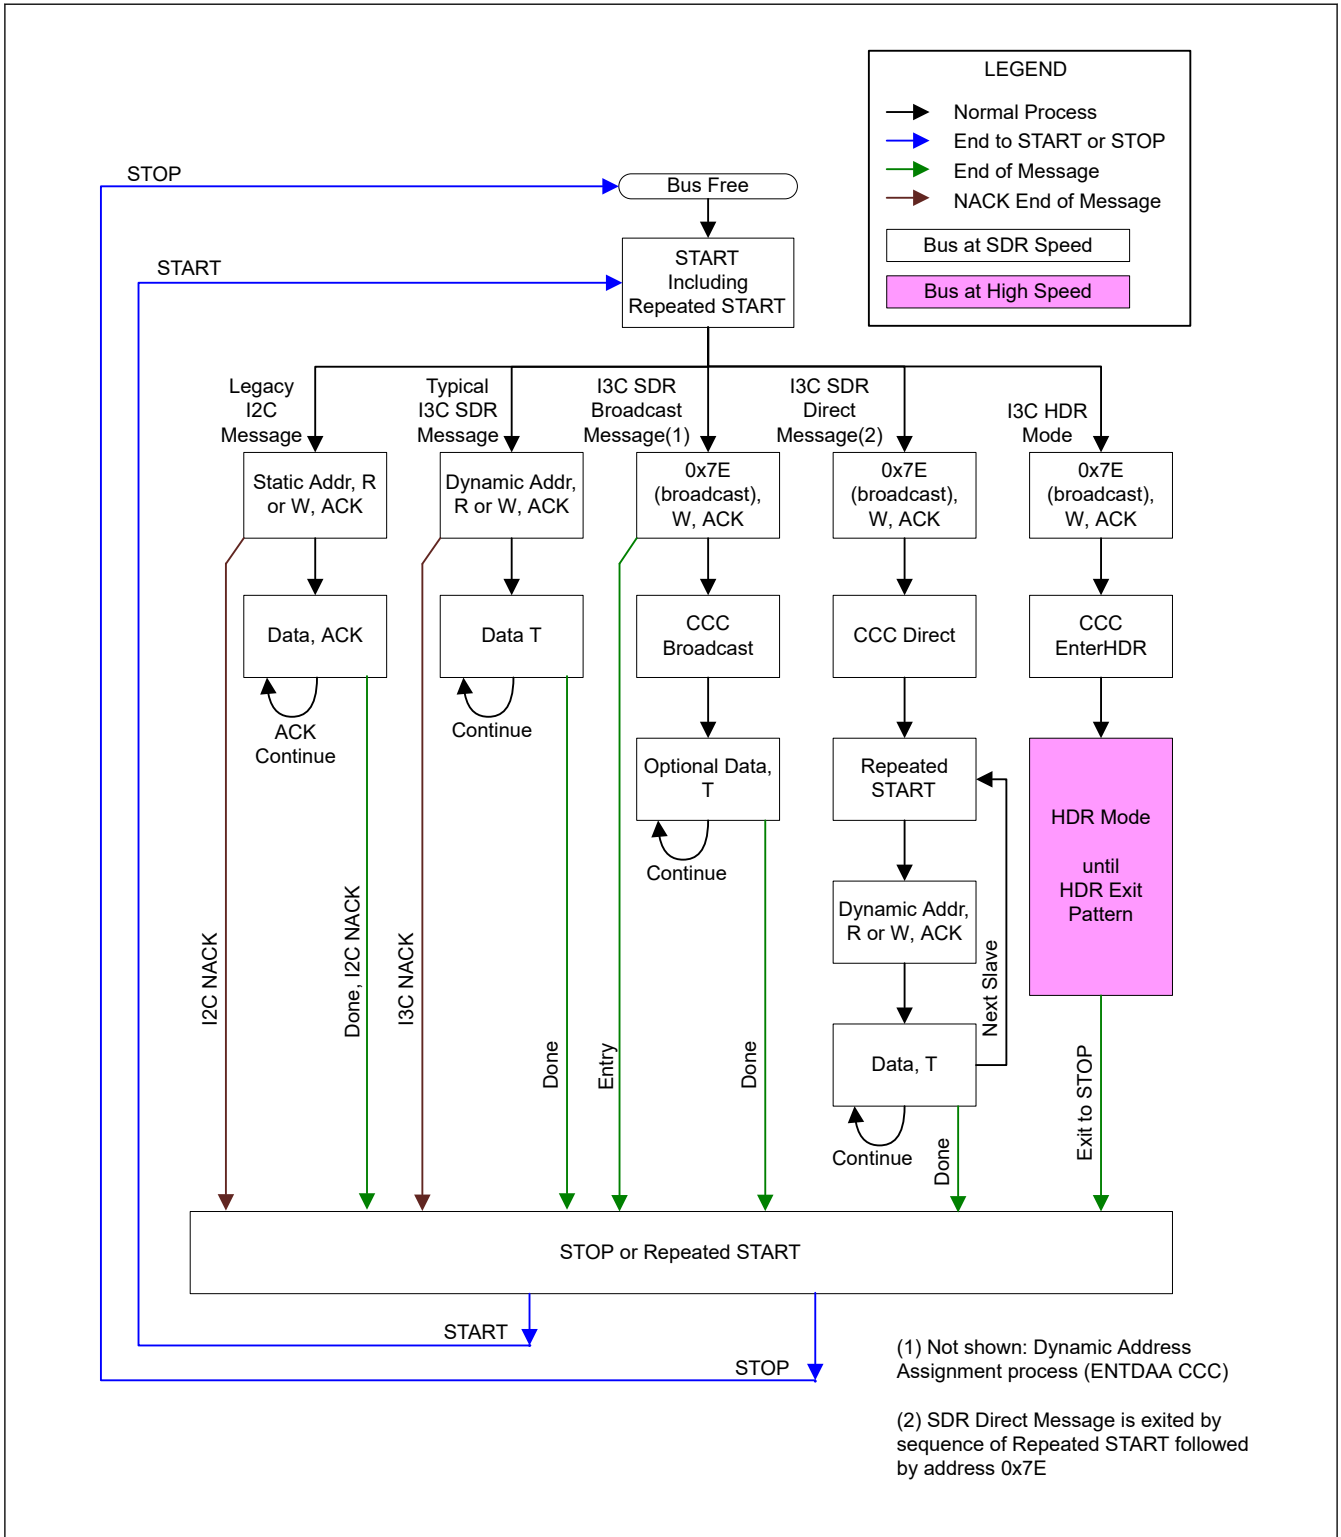 LEGEND
Normal Process
End to START or STOP
End of Message
NACK End of Message
Bus at SDR Speed
Bus at High Speed
STOP
Bus Free
START
START
Including
Repeated START
Legacy
I2C
Message
Typical
I3C SDR
Message
I3C SDR
Broadcast
Message(1)
I3C SDR
Direct
Message(2)
I3C HDR
Mode
Static Addr, R
or W, ACK
Dynamic Addr,
R or W, ACK
0x7E
(broadcast),
W, ACK
0x7E
(broadcast),
W, ACK
0x7E
(broadcast),
W, ACK
Data, ACK
Data T
CCC
Broadcast
CCC Direct
CCC
EnterHDR
ACK
Continue
Continue
Optional Data,
T
Repeated
START
HDR Mode
until
HDR Exit
Pattern
Continue
Dynamic Addr,
R or W, ACK
Next Slave
Data, T
Continue
I2C NACK
Done, I2C NACK
I3C NACK
Done
Entry
Done
Done
Exit to STOP
STOP or Repeated START
START
STOP
(1) Not shown: Dynamic Address
Assignment process (ENTDAA CCC)
(2) SDR Direct Message is exited by
sequence of Repeated START followed
by address 0x7E